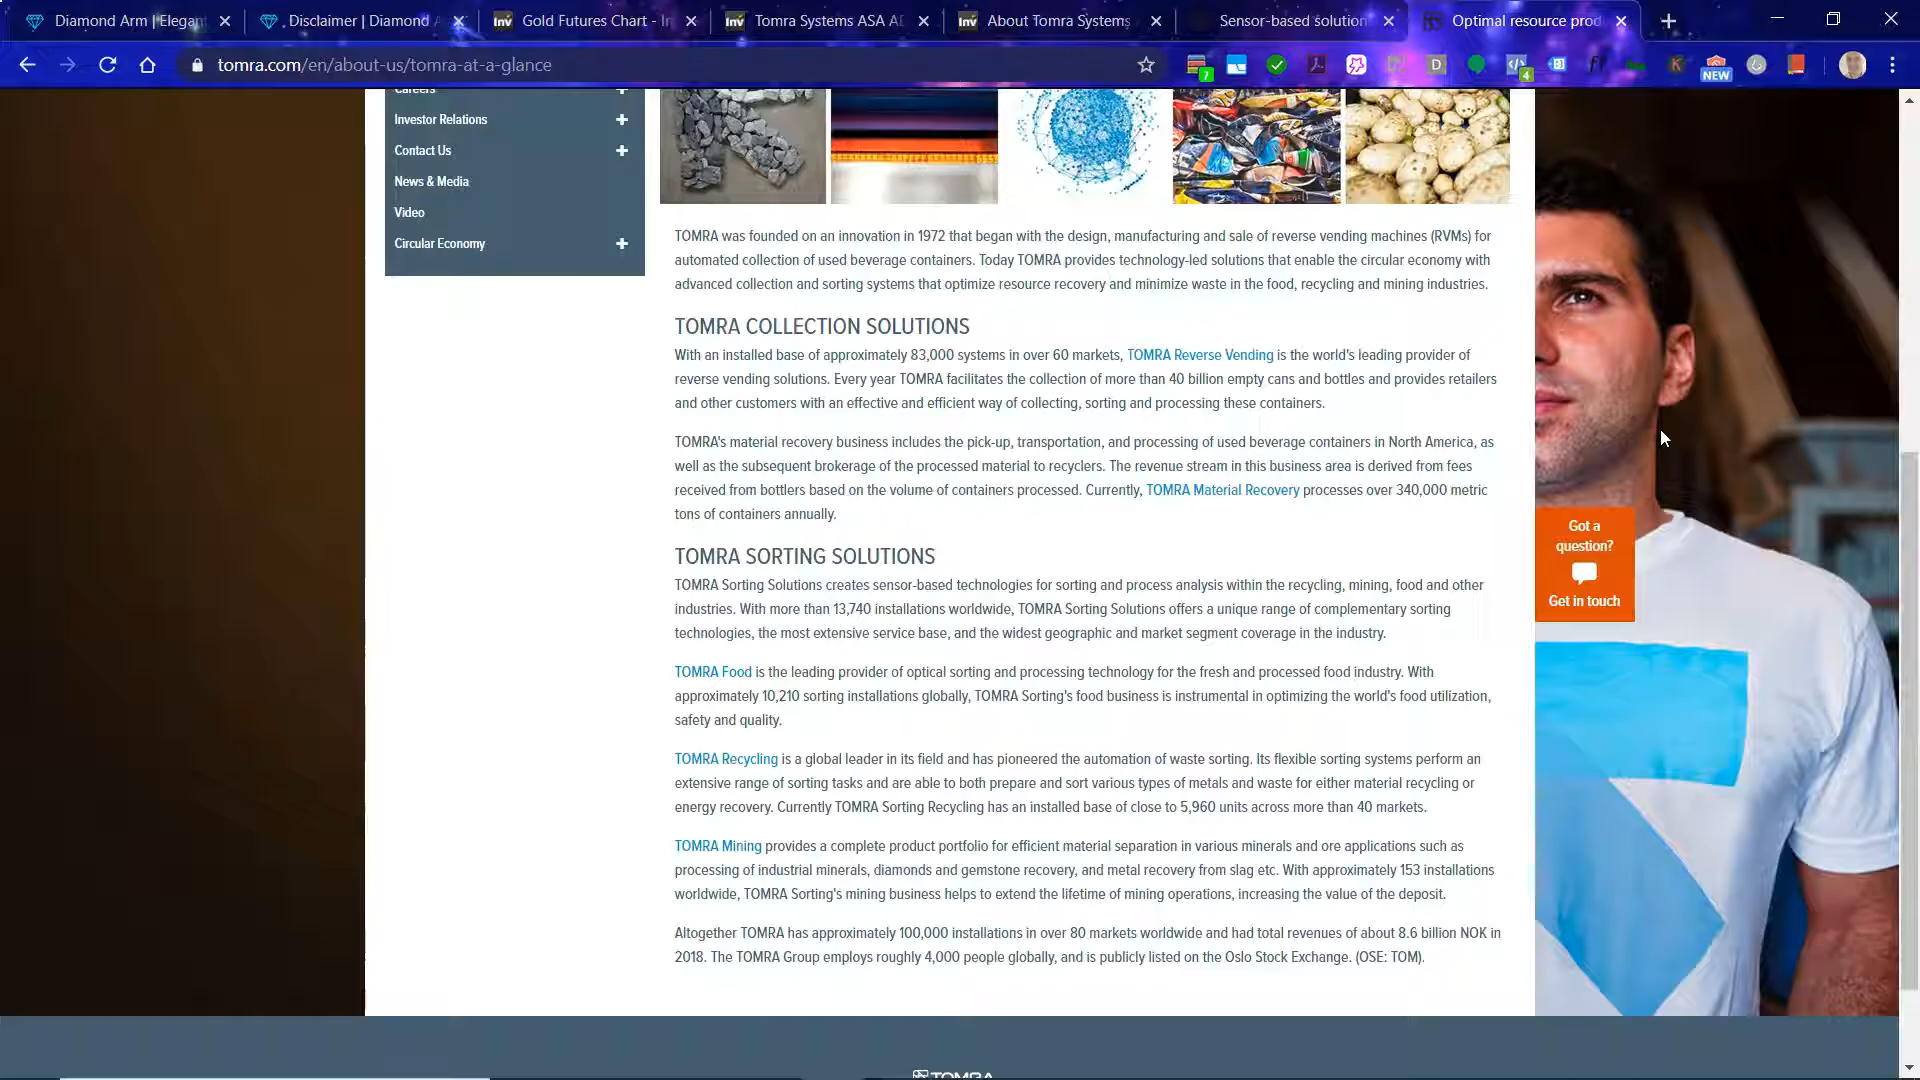 Diamond Arm | Elegan
Disclaimer | Diamond A
Gold Futures Chart - In
Tomra Systems ASA AD
About Tomra Systems
Sensor-based solution
Optimal resource prod
tomra.com/en/about-us/tomra-at-a-glance
7
D
4
NEW
Careers
Investor Relations
Contact Us
News & Media
Video
Circular Economy
TOMRA was founded on an innovation in 1972 that began with the design, manufacturing and sale of reverse vending machines (RVMs) for
automated collection of used beverage containers. Today TOMRA provides technology-led solutions that enable the circular economy with
advanced collection and sorting systems that optimize resource recovery and minimize waste in the food, recycling and mining industries.
TOMRA COLLECTION SOLUTIONS
With an installed base of approximately 83,000 systems in over 60 markets, TOMRA Reverse Vending is the world's leading provider of
reverse vending solutions. Every year TOMRA facilitates the collection of more than 40 billion empty cans and bottles and provides retailers
and other customers with an effective and efficient way of collecting, sorting and processing these containers.
TOMRA's material recovery business includes the pick-up, transportation, and processing of used beverage containers in North America, as
well as the subsequent brokerage of the processed material to recyclers. The revenue stream in this business area is derived from fees
received from bottlers based on the volume of containers processed. Currently, TOMRA Material Recovery processes over 340,000 metric
tons of containers annually.
TOMRA SORTING SOLUTIONS
TOMRA Sorting Solutions creates sensor-based technologies for sorting and process analysis within the recycling, mining, food and other
industries. With more than 13,740 installations worldwide, TOMRA Sorting Solutions offers a unique range of complementary sorting
technologies, the most extensive service base, and the widest geographic and market segment coverage in the industry.
TOMRA Food is the leading provider of optical sorting and processing technology for the fresh and processed food industry. With
approximately 10,210 sorting installations globally, TOMRA Sorting's food business is instrumental in optimizing the world's food utilization,
safety and quality.
TOMRA Recycling is a global leader in its field and has pioneered the automation of waste sorting. Its flexible sorting systems perform an
extensive range of sorting tasks and are able to both prepare and sort various types of metals and waste for either material recycling or
energy recovery. Currently TOMRA Sorting Recycling has an installed base of close to 5,960 units across more than 40 markets.
TOMRA Mining provides a complete product portfolio for efficient material separation in various minerals and ore applications such as
processing of industrial minerals, diamonds and gemstone recovery, and metal recovery from slag etc. With approximately 153 installations
worldwide, TOMRA Sorting's mining business helps to extend the lifetime of mining operations, increasing the value of the deposit.
Altogether TOMRA has approximately 100,000 installations in over 80 markets worldwide and had total revenues of about 8.6 billion NOK in
2018. The TOMRA Group employs roughly 4,000 people globally, and is publicly listed on the Oslo Stock Exchange. (OSE: TOM).
Got a
question?
Get in touch
TOMRA